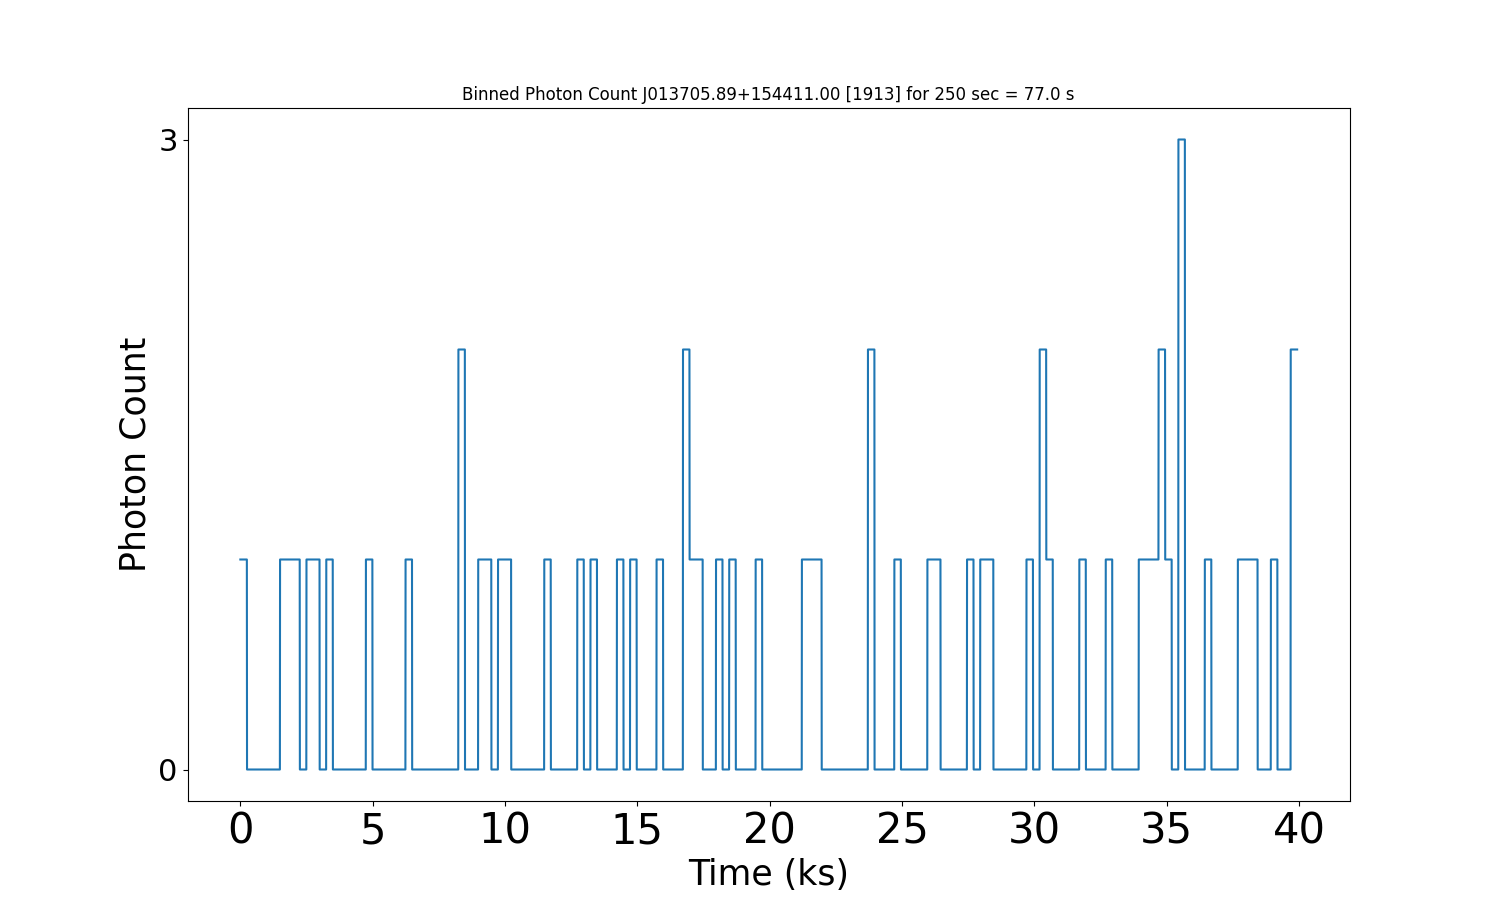 Binned Photon Count J013705.89+154411.00 [1913] for 250 sec = 77.0 s
3
Photon Count
0
0 5 10 15 20 25 30 35 40
Time (ks)